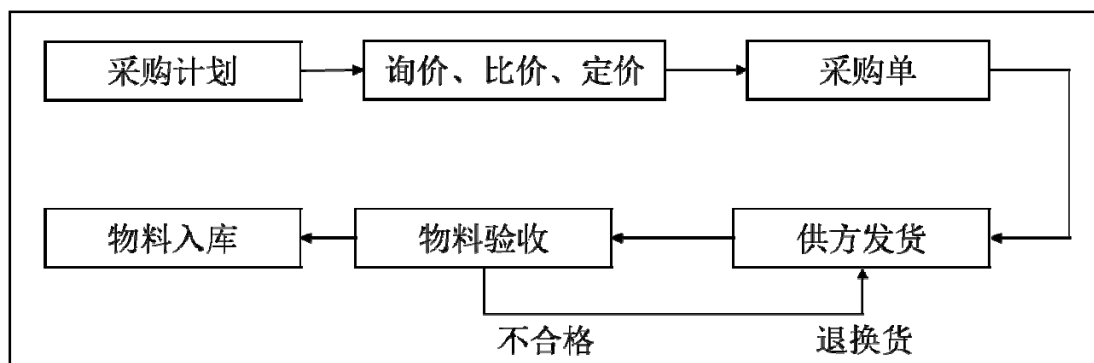 采购计划
询价、比价、定价
采购单
物料入库
物料验收
供方发货
不合格
退换货